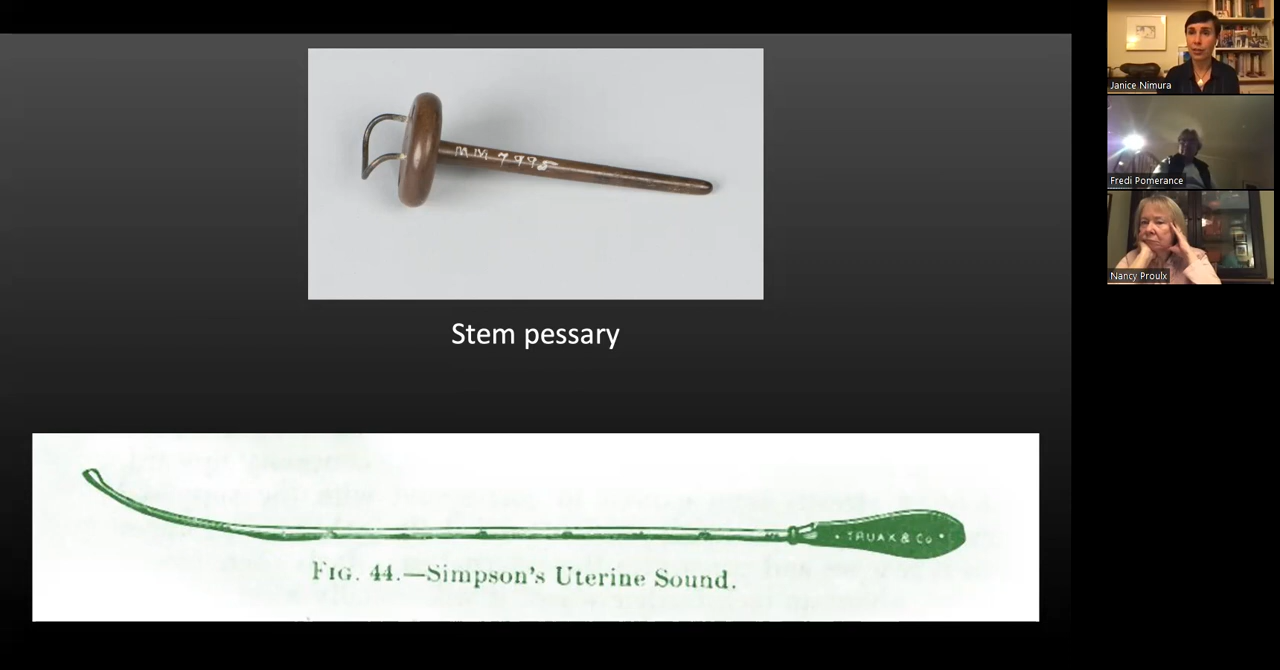 MM 7995
Stem pessary
• TRUAX & Co •
FIG. 44.—Simpson's Uterine Sound.
Janice Nimura
Fredi Pomerance
Nancy Proulx